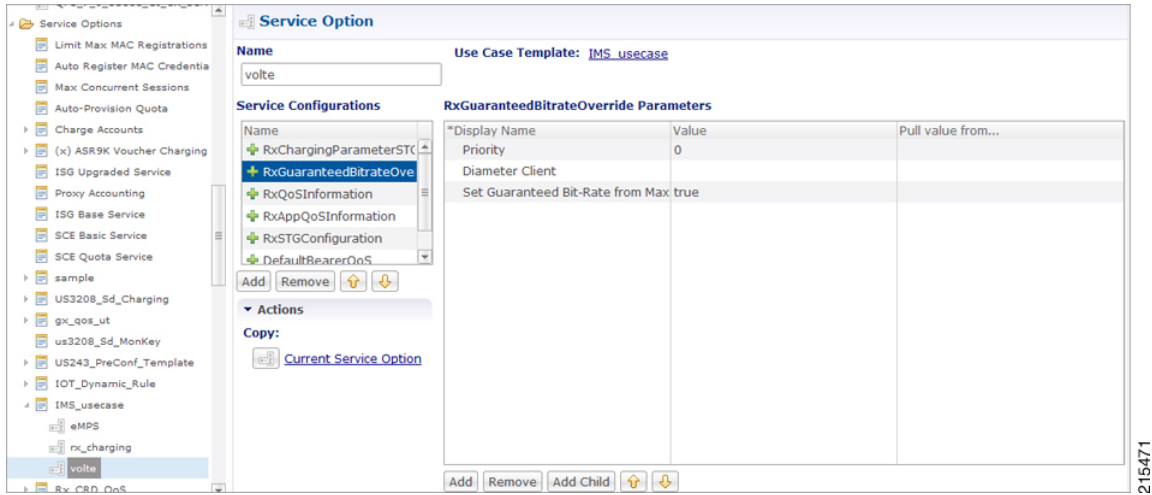 Service Options
Limit Max MAC Registrations
Auto Register MAC Credentia
Max Concurrent Sessions
Auto-Provision Quota
Charge Accounts
(x) ASR9K Voucher Charging
ISG Upgraded Service
Proxy Accounting
ISG Base Service
SCE Basic Service
SCE Quota Service
sample
US3208_Sd_Charging
gx_qos_ut
us3208_Sd_MonKey
US243_PreConf_Template
IOT_Dynamic_Rule
IMS_usecase
eMPS
rx_charging
volte
Rx_CRD_QoS
Service Option
Name
Use Case Template: IMS_usecase
volte
Service Configurations
Name
RxChargingParameterSTG
RxGuaranteedBitrateOve
RxQoSInformation
RxAppQoSInformation
RxSTGConfiguration
DefaultBearerQoS
Add Remove
Actions
Copy:
Current Service Option
RxGuaranteedBitrateOverride Parameters
*Display Name Value Pull value from...
Priority 0
Diameter Client
Set Guaranteed Bit-Rate from Max true
Add Remove Add Child
215471